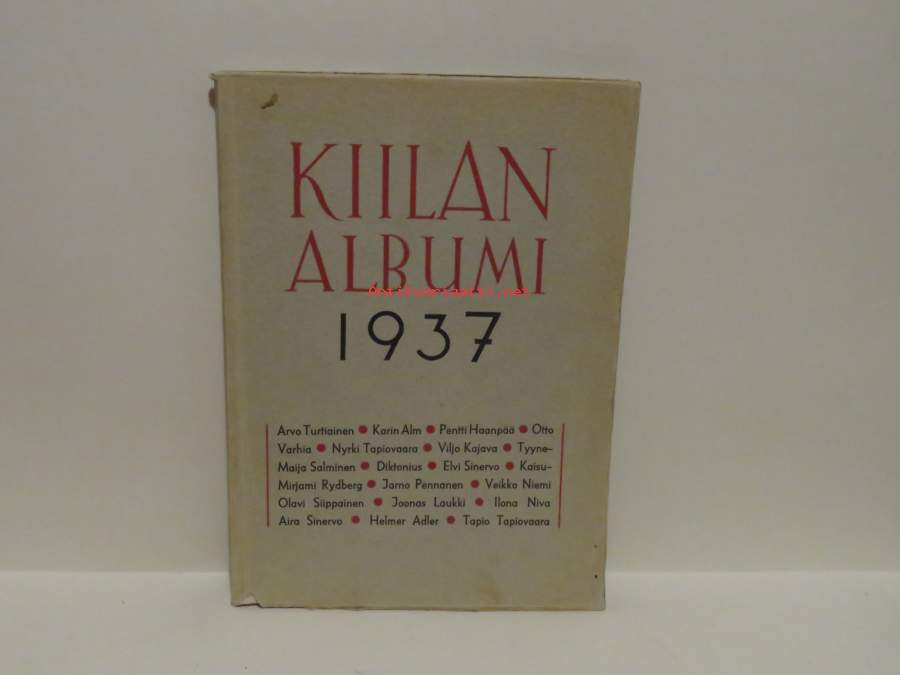 KIILAN
ALBUMI
Antikvariaatti.net
1937
Arvo Turtiainen • Karin Alm • Pentti Haanpää • Otto
Varhia • Nyrki Tapiovaara • Viljo Kajava • Tyyne-
Maija Salminen • Diktonius • Elvi Sinervo • Kaisu-
Mirjami Rydberg • Jarno Pennanen • Veikko Niemi
Olavi Siippainen • Joonas Laukki • Ilona Niva
Aira Sinervo • Helmer Adler • Tapio Tapiovaara